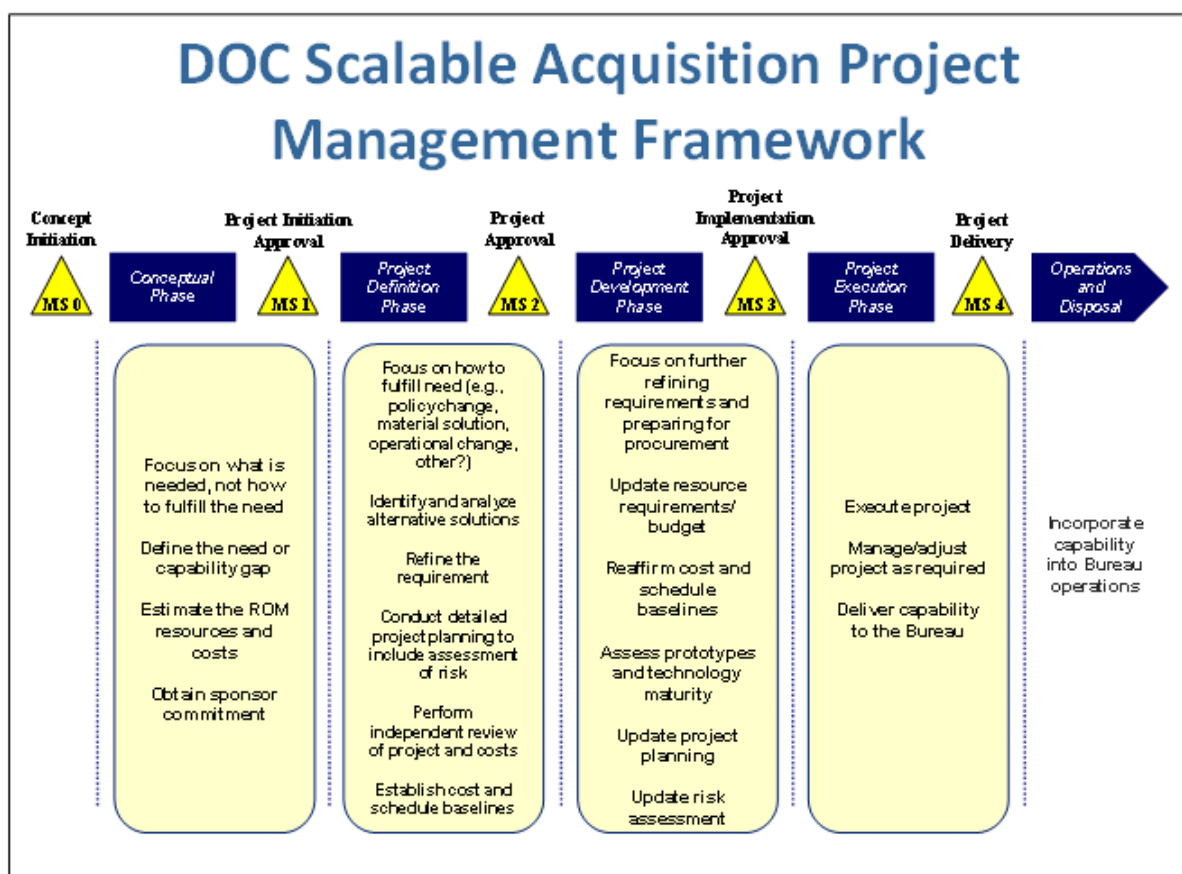 DOC Scalable Acquisition Project
Management Framework
Concept
Initiation
MS 0
Conceptual
Phase
Project Initiation
Approval
MS 1
Project
Definition
Phase
Project
Approval
MS 2
Project
Development
Phase
Project
Implementation
Approval
MS 3
Project
Execution
Phase
Project
Delivery
MS 4
Operations
and
Disposal
Focus on what is
needed, not how
to fulfill the need
Define the need or
capability gap
Estimate the ROM
resources and
costs
Obtain sponsor
commitment
Focus on how to
fulfill need (e.g.,
policy change,
material solution,
operational change,
other?)
Identify and analyze
alternative solutions
Refine the
requirement
Conduct detailed
project planning to
include assessment
of risk
Perform
independent review
of project and costs
Establish cost and
schedule baselines
Focus on further
refining
requirements and
preparing for
procurement
Update resource
requirements/
budget
Reaffirm cost and
schedule
baselines
Assess prototypes
and technology
maturity
Update project
planning
Update risk
assessment
Execute project
Manage/adjust
project as required
Deliver capability
to the Bureau
Incorporate
capability
into Bureau
operations